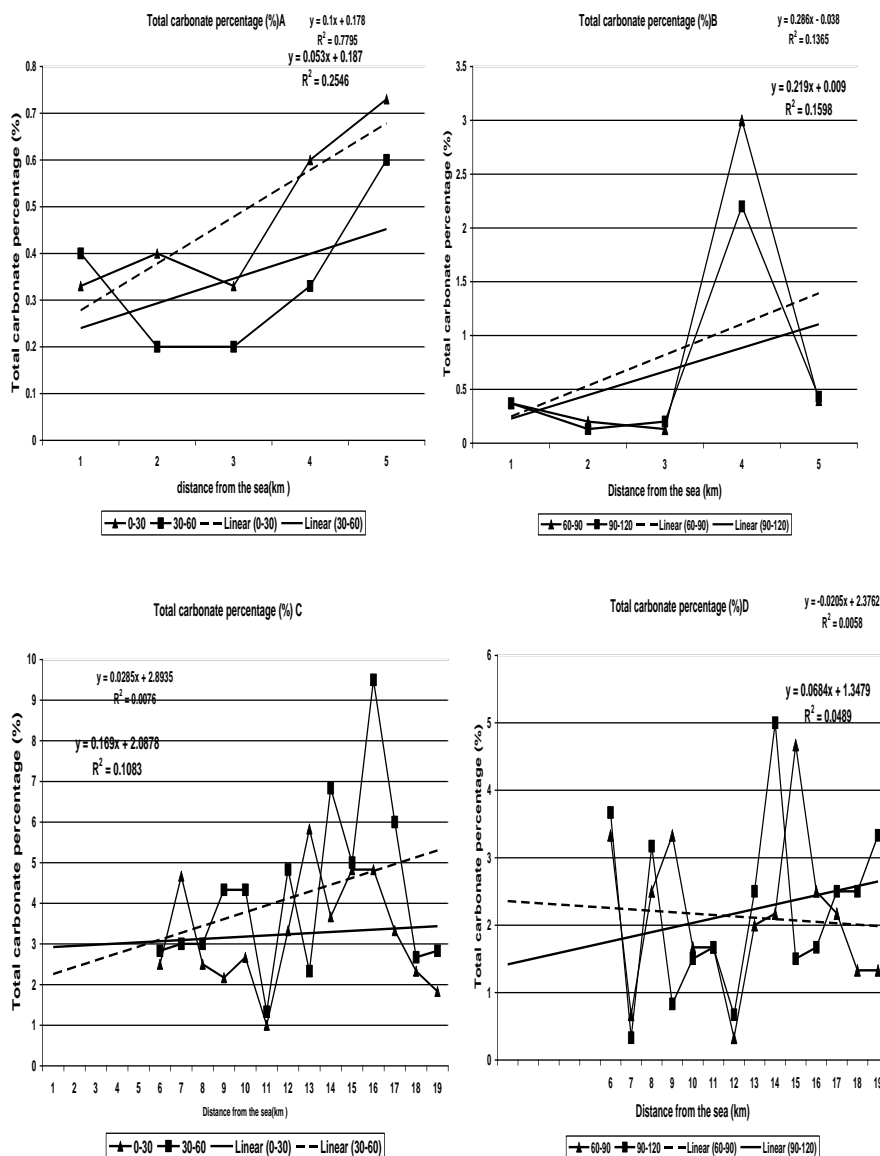 Total carbonate percentage (%)A
y = 0.1x + 0.178
R² = 0.7795
y = 0.053x + 0.187
R² = 0.2546
Total carbonate percentage (%)
0.8
0.7
0.6
0.5
0.4
0.3
0.2
0.1
0
1 2 3 4 5
distance from the sea(km )
0-30 30-60 Linear (0-30) Linear (30-60)
Total carbonate percentage (%)B
y = 0.286x - 0.038
R² = 0.1365
y = 0.219x + 0.009
R² = 0.1598
Total carbonate percentage (%)
3.5
3
2.5
2
1.5
1
0.5
0
1 2 3 4 5
Distance from the sea (km)
60-90 90-120 Linear (60-90) Linear (90-120)
Total carbonate percentage (%) C
y = 0.0285x + 2.8935
R² = 0.0076
y = 0.169x + 2.0878
R² = 0.1083
Total carbonate percentage (%)
10
9
8
7
6
5
4
3
2
1
0
1 2 3 4 5 6 7 8 9 10 11 12 13 14 15 16 17 18 19
Distance from the sea(km )
0-30 30-60 Linear (0-30) Linear (30-60)
Total carbonate percentage (%)D
y = -0.0205x + 2.3762
R² = 0.0058
y = 0.0684x + 1.3479
R² = 0.0489
Total carbonate percentage (%)
6
5
4
3
2
1
0
6 7 8 9 10 11 12 13 14 15 16 17 18 19
Distance from the sea (km)
60-90 90-120 Linear (60-90) Linear (90-120)